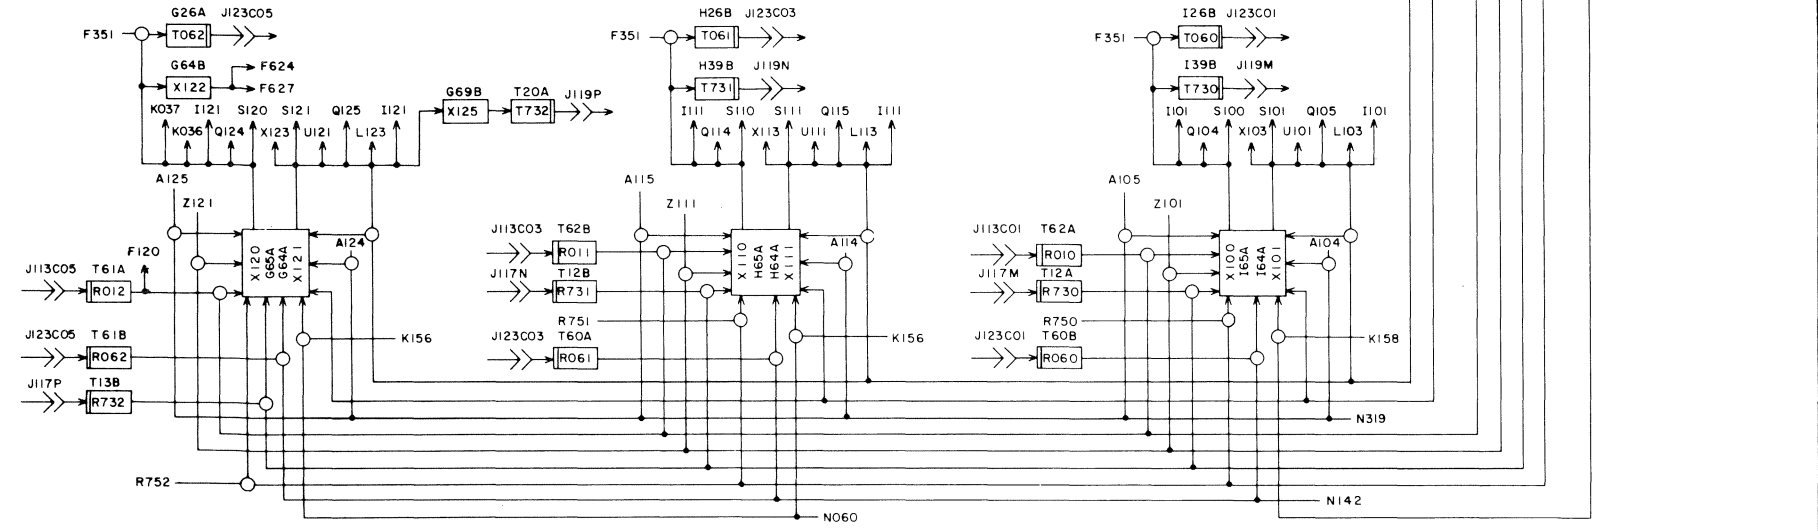 G26A J123C05
F351 T062
G64B
X122 F624
F627
K037 I121 S120 S121 Q125 I121
K036 Q124 X123 U121 L123
G69B T20A J119P
X125 T732
A125
Z121
X120 G65A G64A X121
A124
F120
J113C05 T61A
R012
J123C05 T61B
R062
J117P T13B
R732
K156
R752
H26B J123C03
F351 T061
H39B J119N
T731
I111 S110 S111 Q115 I111
Q114 X113 U111 L113
A115
Z111
J113C03 T62B
R011
J117N T12B
R731
X110 H65A H64A X111
A114
R751
J123C03 T60A
R061
K156
I26B J123C01
F351 T060
I39B J119M
T730
I101 S100 S101 Q105 I101
Q104 X103 U101 L103
A105
Z101
J113C01 T62A
R010
J117M T12A
R730
X100 I65A I64A X101
A104
R750
J123C01 T60B
R060
K158
N319
N142
N060